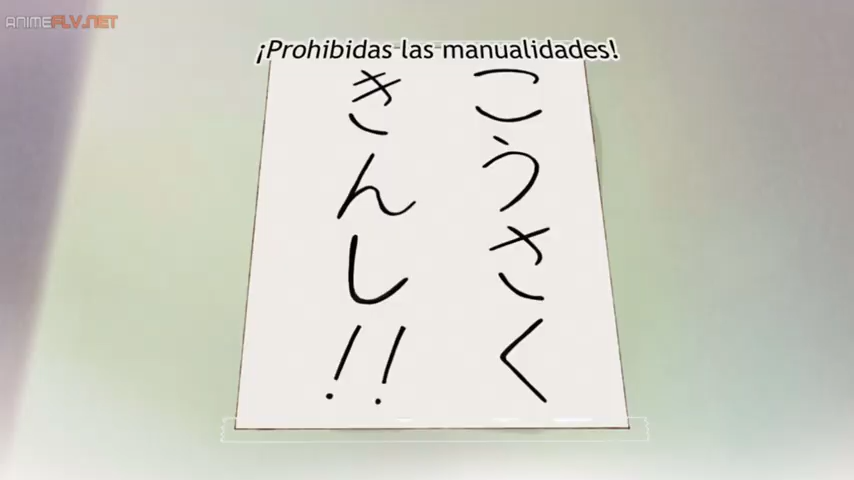 ANIMEFLV.NET
¡Prohibidas las manualidades!
こうさく
きんし!!